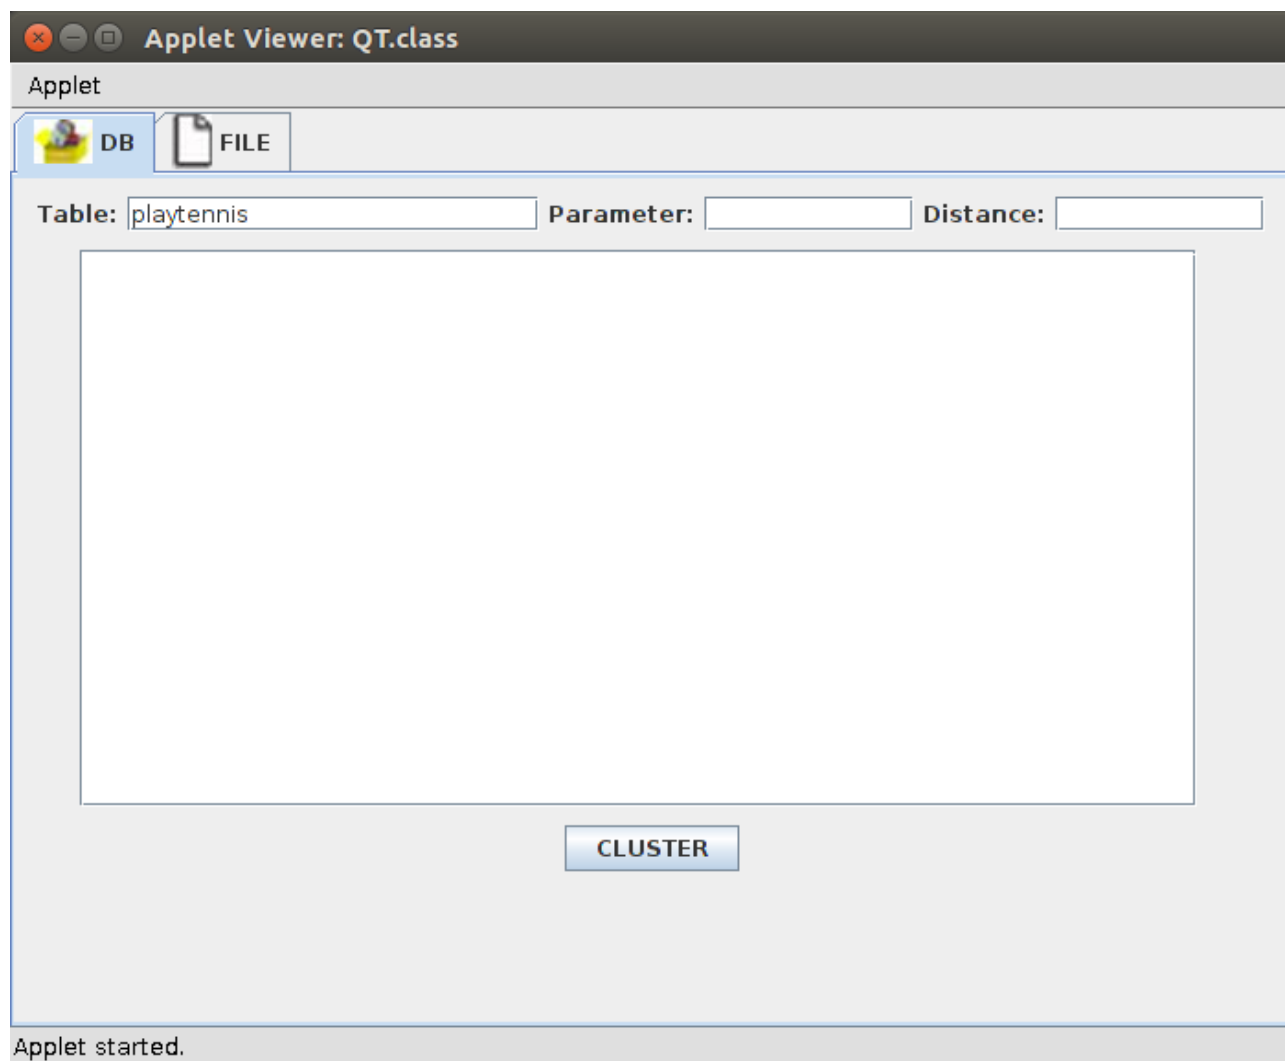 Applet Viewer: QT.class
Applet
DB FILE
Table: playtennis Parameter: Distance:
CLUSTER
Applet started.